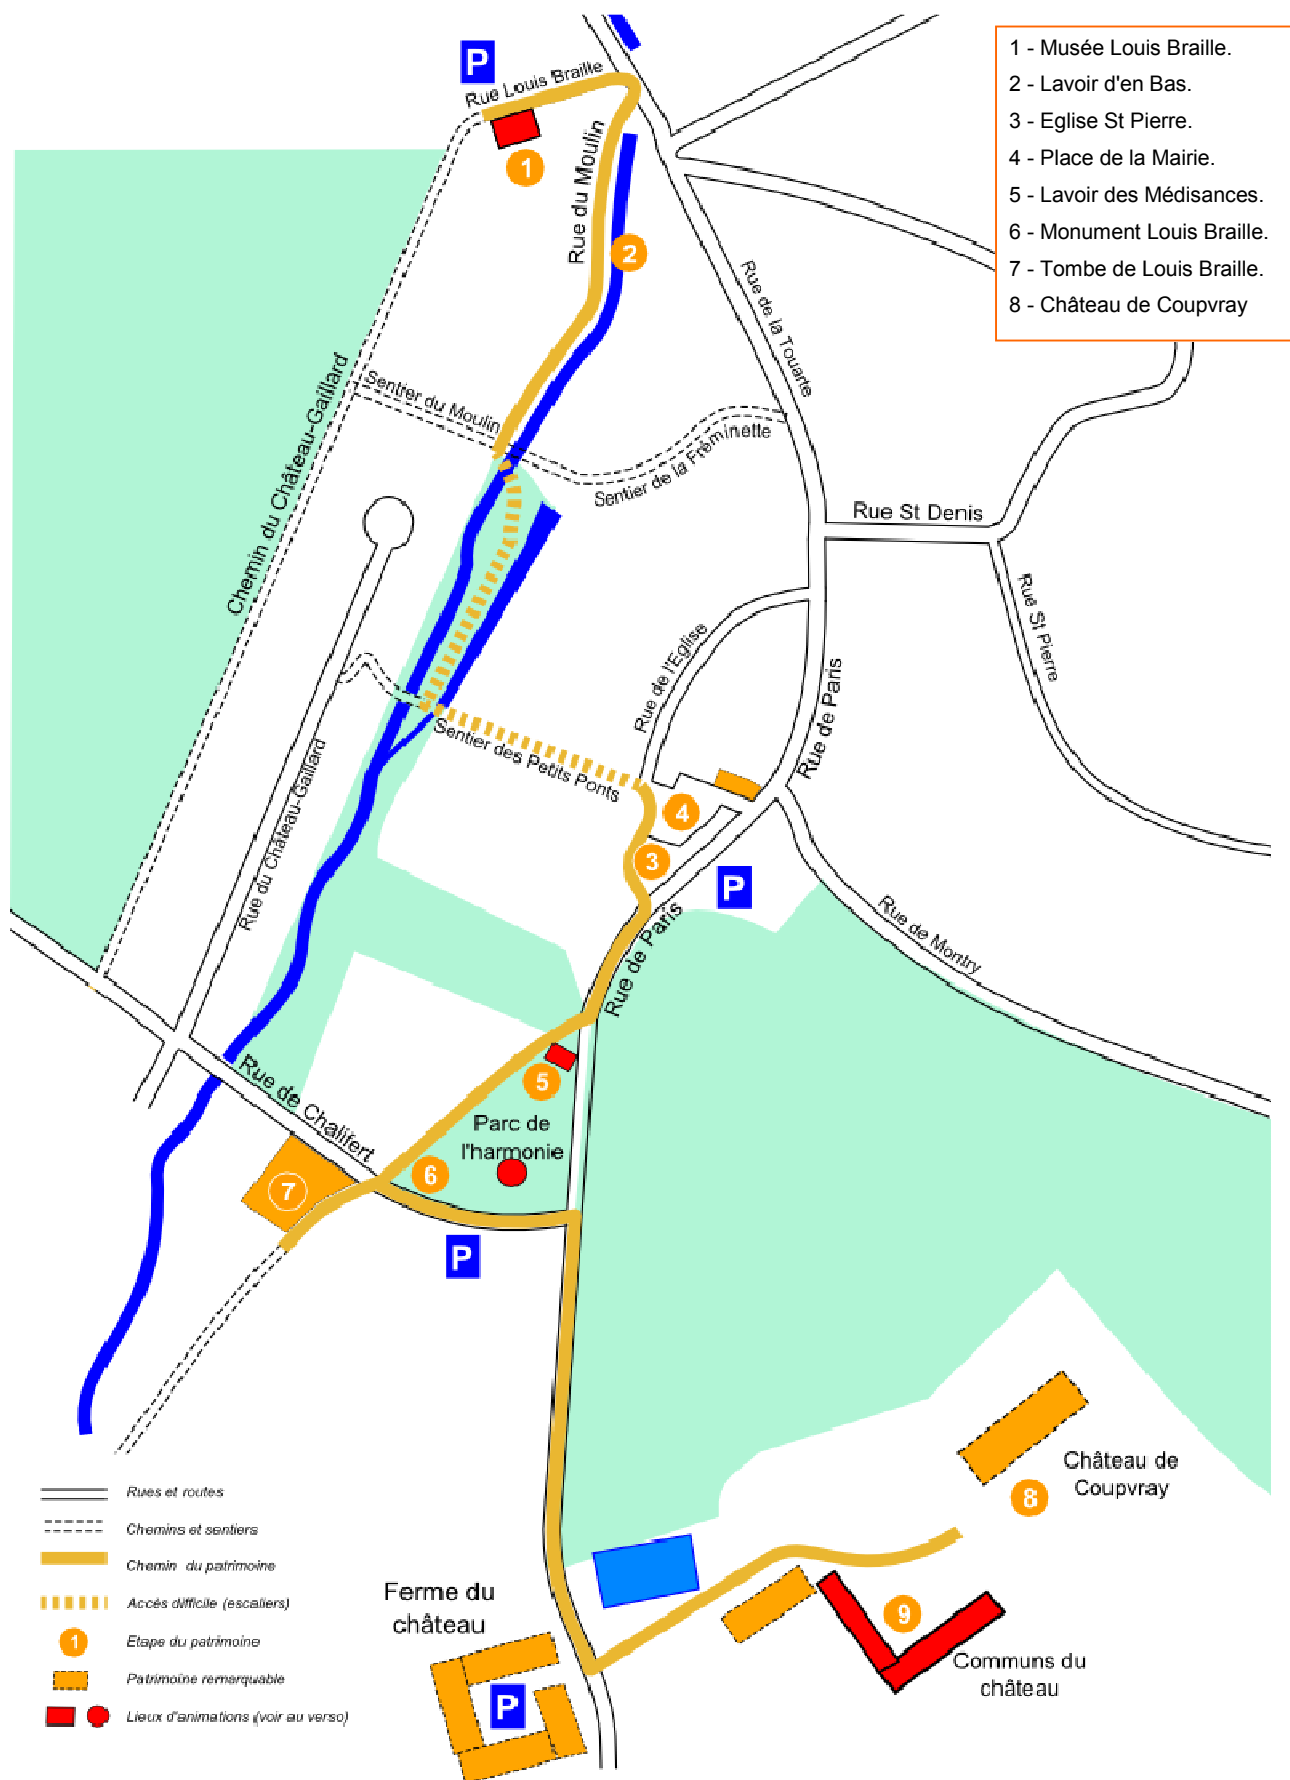 P
Rue Louis Braille
1
Rue du Moulin
2
1 - Musée Louis Braille.
2 - Lavoir d'en Bas.
3 - Eglise St Pierre.
4 - Place de la Mairie.
5 - Lavoir des Médisances.
6 - Monument Louis Braille.
7 - Tombe de Louis Braille.
8 - Château de Coupvray
Rue de la Touarte
Chemin du Château-Gaillard
Sentier du Moulin
Sentier de la Fréminette
Rue St Denis
Rue St Pierre
Rue de l'Eglise
Rue de Paris
Sentier des Petits Ponts
Rue du Château-Gaillard
4
3
P
Rue de Paris
Rue de Montry
Rue de Chalifert
5
Parc de
l'harmonie
6
7
P
Château de
Coupvray
8
9
Communs du
château
Ferme du
château
P
Rues et routes
Chemins et sentiers
Chemin du patrimoine
Accès difficile (escaliers)
1
Etape du patrimoine
Patrimoine remarquable
Lieux d'animations (voir au verso)